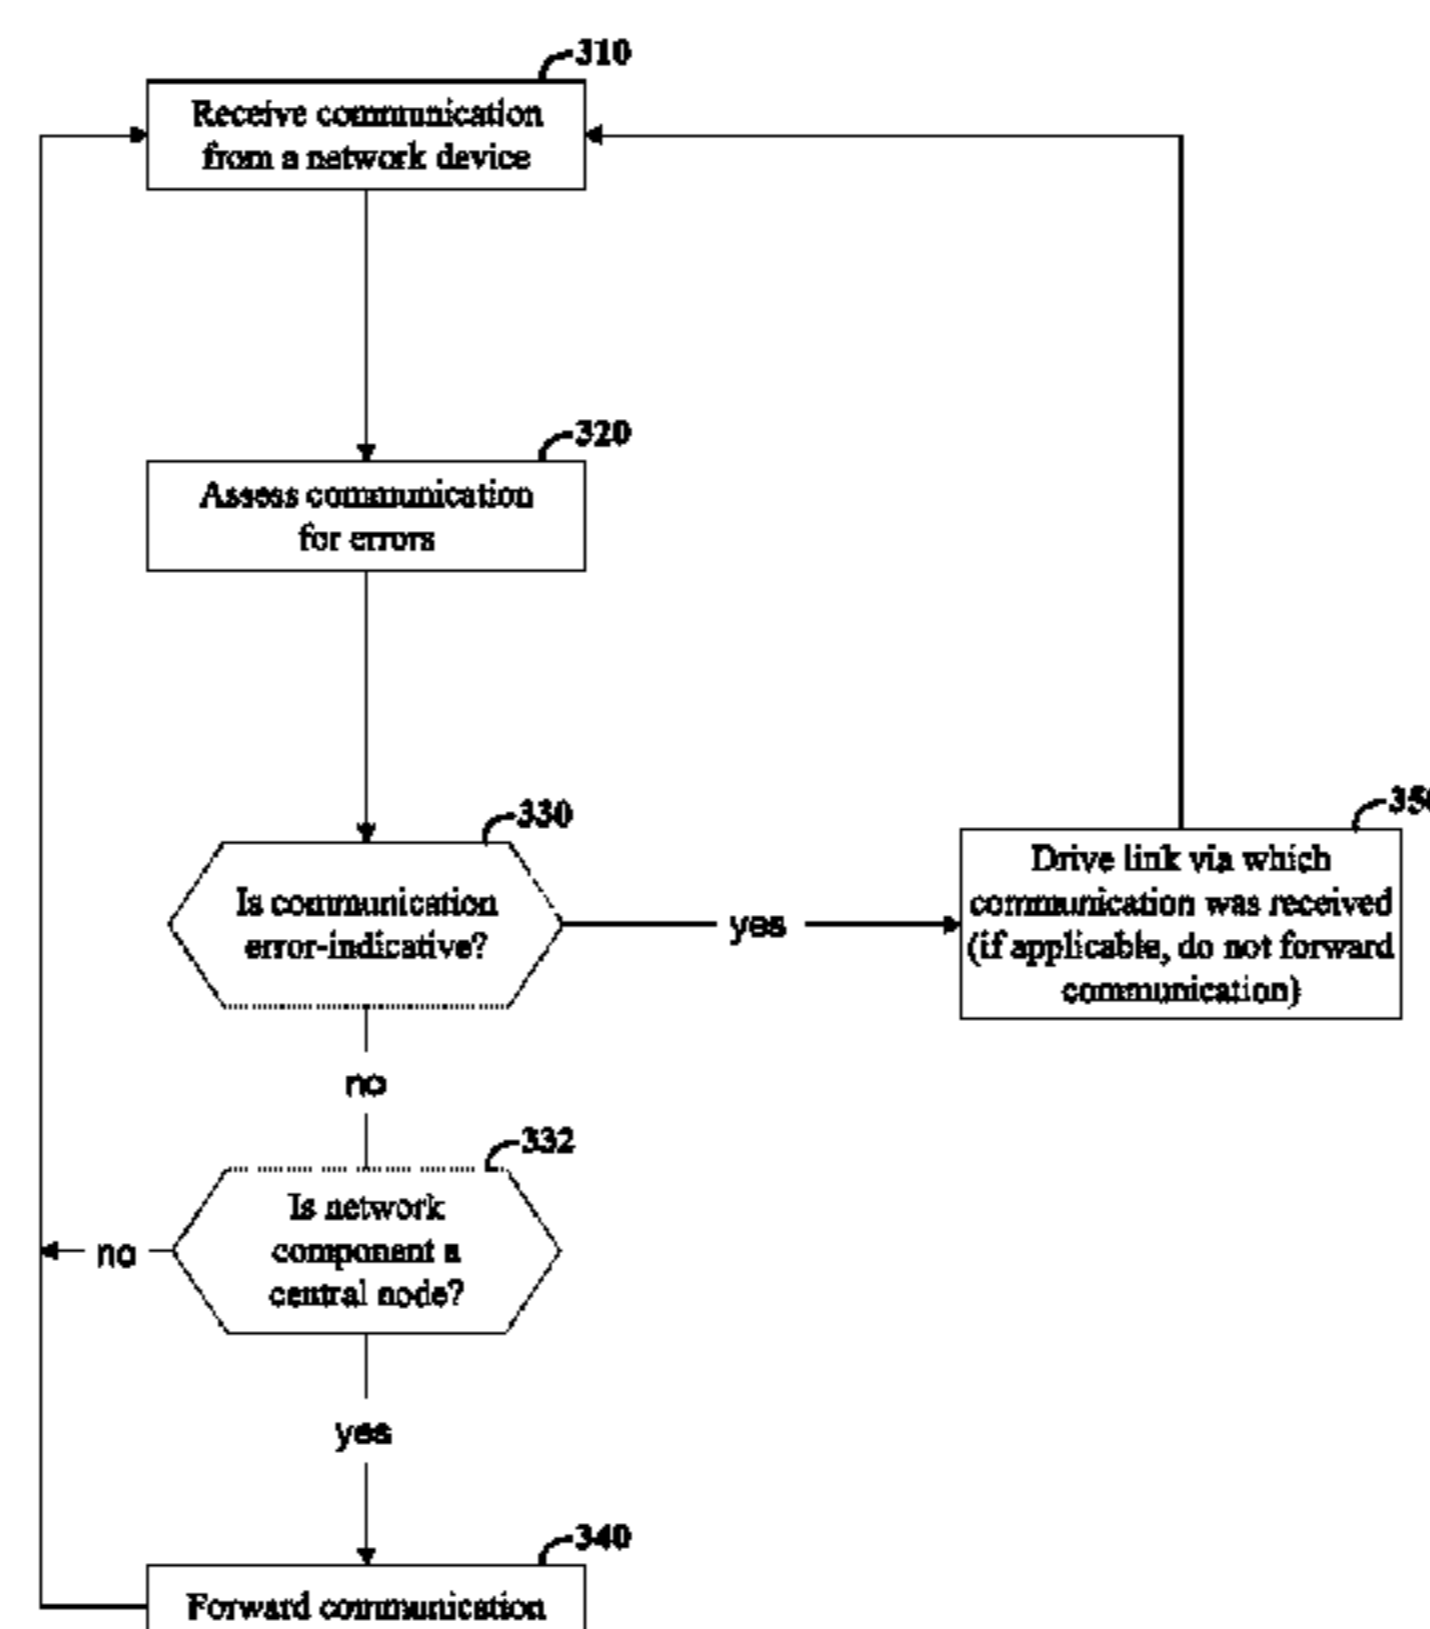 310
Receive communication
from a network device
320
Assess communication
for errors
330
Is communication
error-indicative?
yes
350
Drive link via which
communication was received
(if applicable, do not forward
communication)
no
332
Is network
component a
central node?
no
yes
340
Forward communication